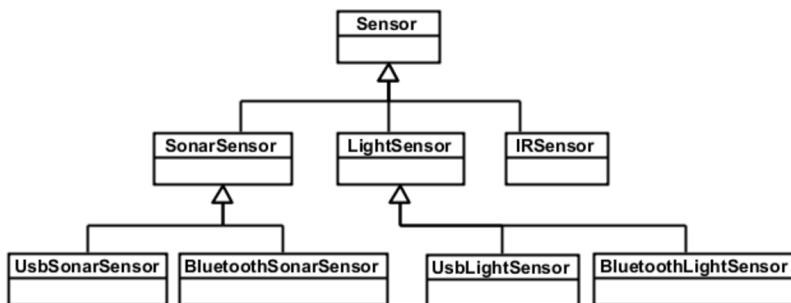 Sensor
SonarSensor
LightSensor
IRSensor
UsbSonarSensor
BluetoothSonarSensor
UsbLightSensor
BluetoothLightSensor